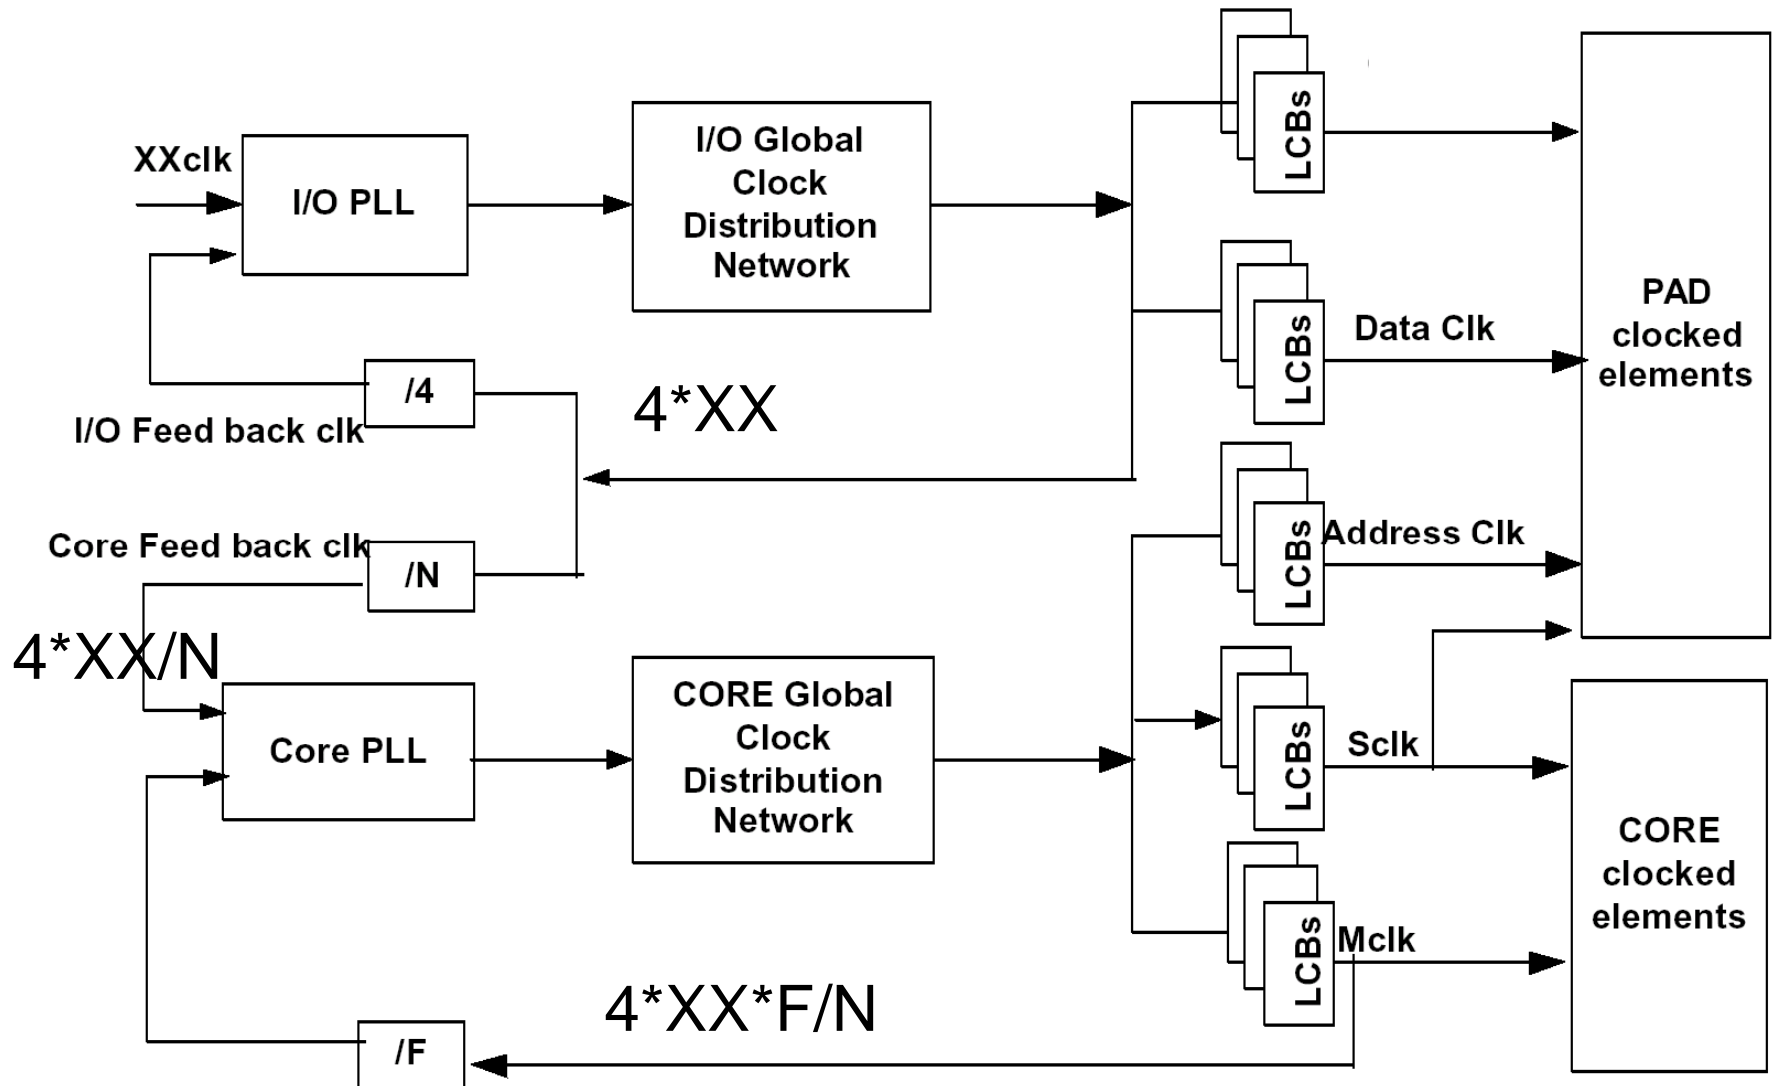 XXclk
I/O PLL
I/O Global
Clock
Distribution
Network
LCBs
LCBs
Data Clk
PAD
clocked
elements
/4
4*XX
I/O Feed back clk
LCBs
Address Clk
Core Feed back clk
/N
4*XX/N
Core PLL
CORE Global
Clock
Distribution
Network
LCBs
Sclk
CORE
clocked
elements
LCBs
Mclk
4*XX*F/N
/F